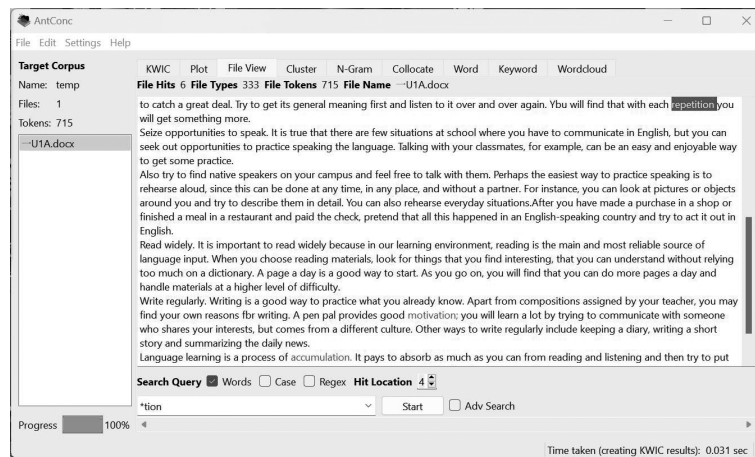 AntConc
File Edit Settings Help
Target Corpus
Name: temp
Files: 1
Tokens: 715
U1A.docx
Progress 100%
KWIC Plot File View Cluster N-Gram Collocate Word Keyword Wordcloud
File Hits 6 File Types 333 File Tokens 715 File Name U1A.docx
to catch a great deal. Try to get its general meaning first and listen to it over and over again. Ybu will find that with each repetition you
will get something more.
Seize opportunities to speak. It is true that there are few situations at school where you have to communicate in English, but you can
seek out opportunities to practice speaking the language. Talking with your classmates, for example, can be an easy and enjoyable way
to get some practice.
Also try to find native speakers on your campus and feel free to talk with them. Perhaps the easiest way to practice speaking is to
rehearse aloud, since this can be done at any time, in any place, and without a partner. For instance, you can look at pictures or objects
around you and try to describe them in detail. You can also rehearse everyday situations.After you have made a purchase in a shop or
finished a meal in a restaurant and paid the check, pretend that all this happened in an English-speaking country and try to act it out in
English.
Read widely. It is important to read widely because in our learning environment, reading is the main and most reliable source of
language input. When you choose reading materials, look for things that you find interesting, that you can understand without relying
too much on a dictionary. A page a day is a good way to start. As you go on, you will find that you can do more pages a day and
handle materials at a higher level of difficulty.
Write regularly. Writing is a good way to practice what you already know. Apart from compositions assigned by your teacher, you may
find your own reasons fbr writing. A pen pal provides good motivation; you will learn a lot by trying to communicate with someone
who shares your interests, but comes from a different culture. Other ways to write regularly include keeping a diary, writing a short
story and summarizing the daily news.
Language learning is a process of accumulation. It pays to absorb as much as you can from reading and listening and then try to put
Search Query Words Case Regex Hit Location 4
*tion Start Adv Search
Time taken (creating KWIC results): 0.031 sec